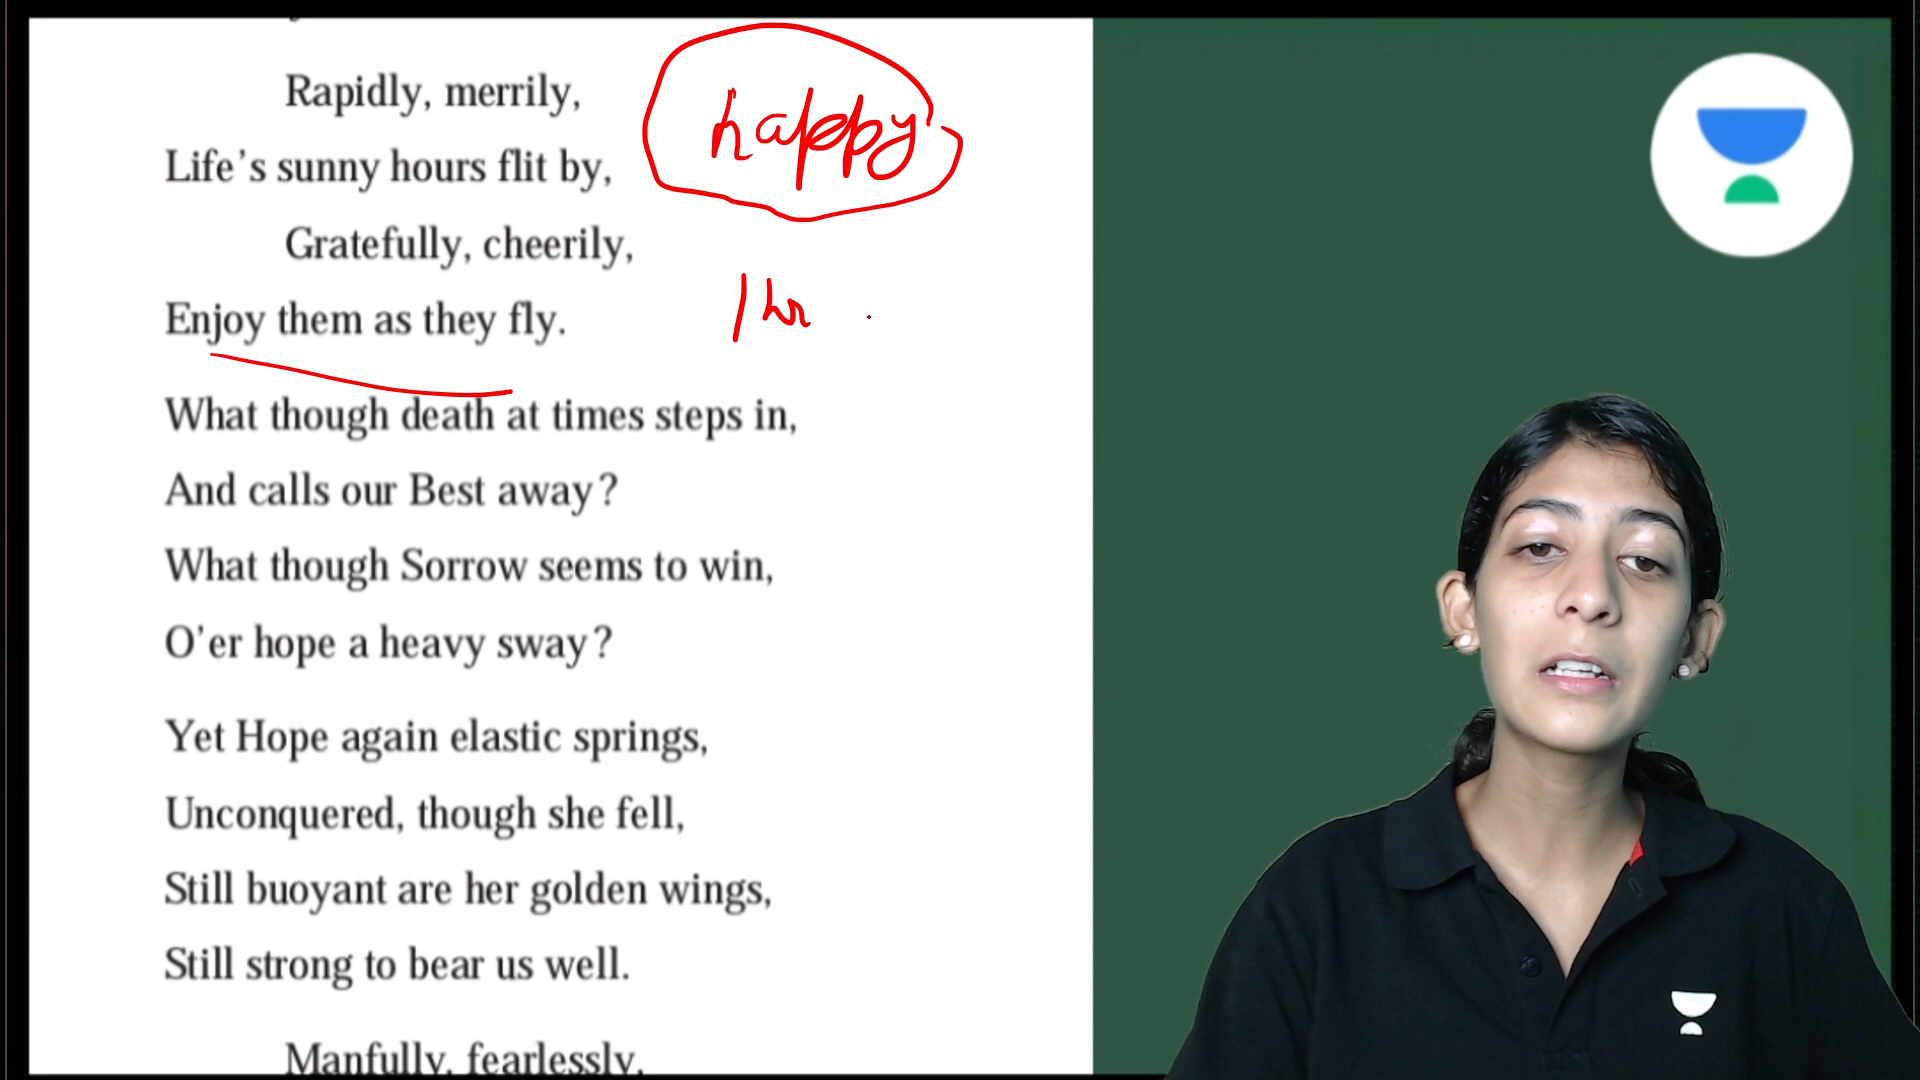 Rapidly, merrily,
happy
Life's sunny hours flit by,
Gratefully, cheerily,
1 hr
Enjoy them as they fly.
What though death at times steps in,
And calls our Best away?
What though Sorrow seems to win,
O'er hope a heavy sway?
Yet Hope again elastic springs,
Unconquered, though she fell,
Still buoyant are her golden wings,
Still strong to bear us well.
Manfully, fearlessly,